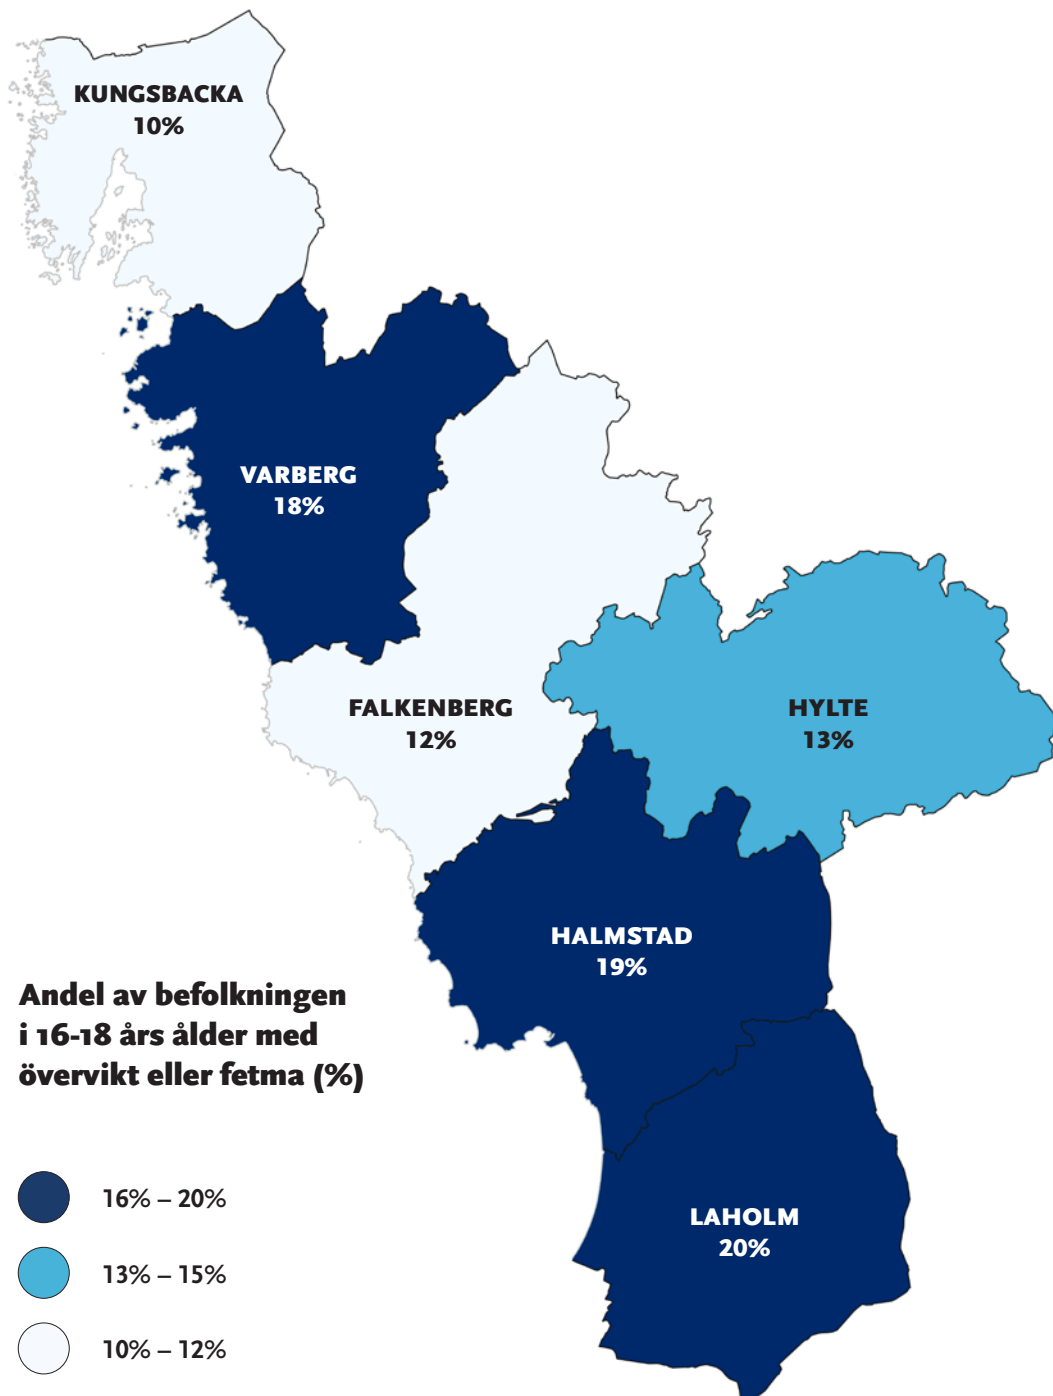 KUNGSBACKA
10%
VARBERG
18%
FALKENBERG
12%
HYLTE
13%
HALMSTAD
19%
LAHOLM
20%
Andel av befolkningen
i 16-18 års ålder med
övervikt eller fetma (%)
16% – 20%
13% – 15%
10% – 12%